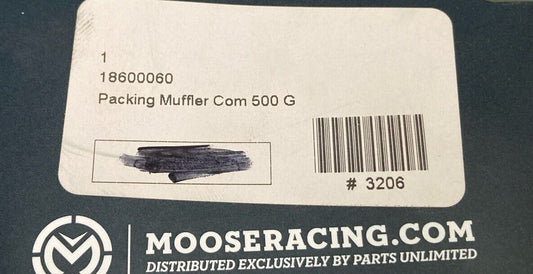 1
18600060
Packing Muffler Com 500 G
# 3206
MOOSERACING.COM
DISTRIBUTED EXCLUSIVELY BY PARTS UNLIMITED